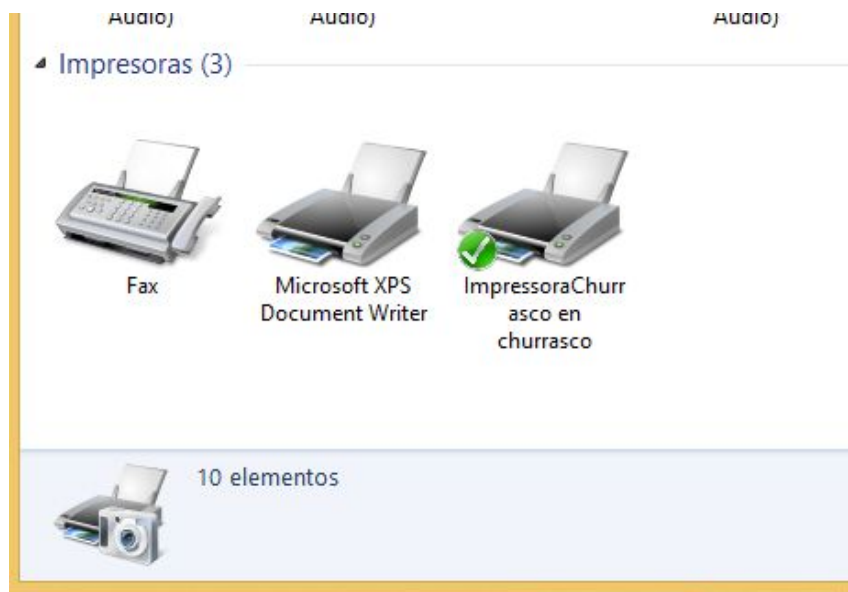 Audio) Audio) Audio)
Impresoras (3)
Fax
Microsoft XPS
Document Writer
ImpressoraChurr
asco en
churrasco
10 elementos